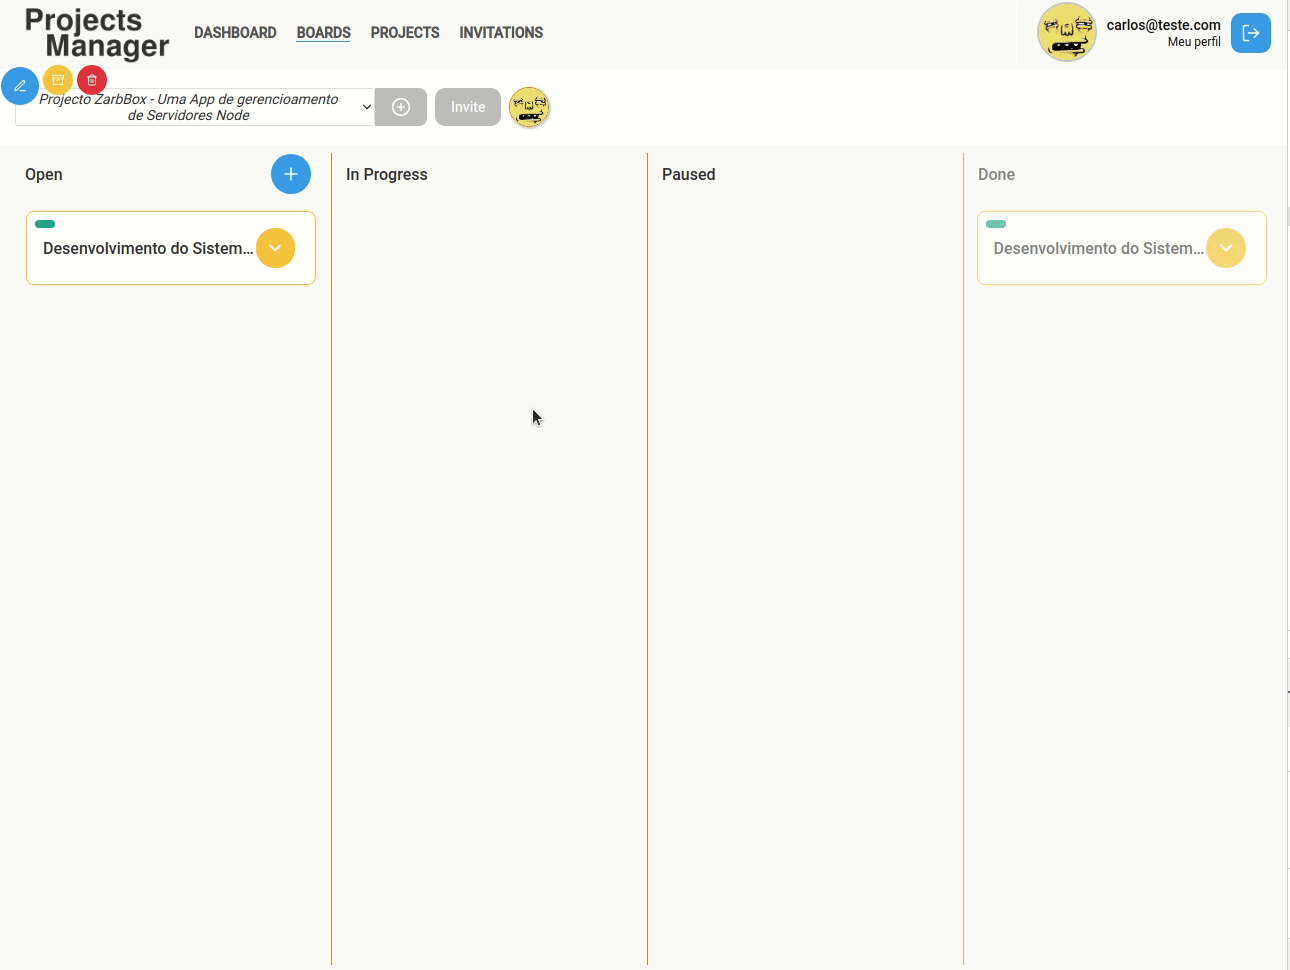 Projects
Manager
DASHBOARD
BOARDS
PROJECTS
INVITATIONS
carlos@teste.com
Meu perfil
Projecto ZarbBox - Uma App de gerencioamento
de Servidores Node
Invite
Open
In Progress
Paused
Done
Desenvolvimento do Sistem...
Desenvolvimento do Sistem...